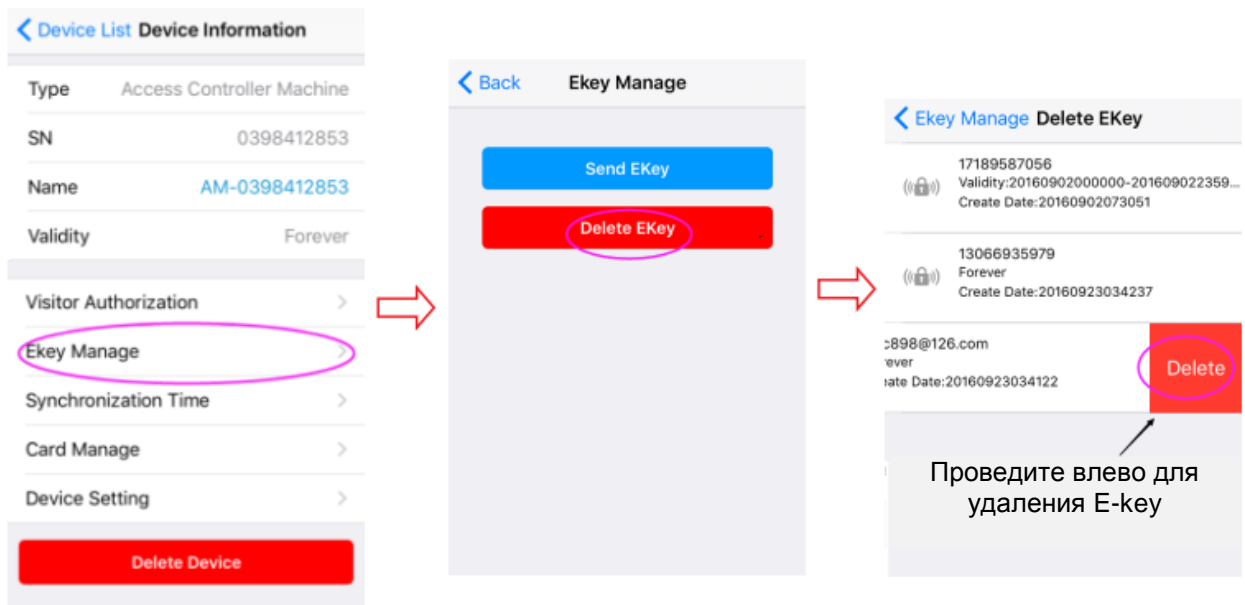 Device List Device Information
Type Access Controller Machine
SN 0398412853
Name AM-0398412853
Validity Forever
Visitor Authorization
Ekey Manage
Synchronization Time
Card Manage
Device Setting
Delete Device
Back Ekey Manage
Send EKey
Delete EKey
Ekey Manage Delete EKey
17189587056
Validity:20160902000000-201609022359...
Create Date:20160902073051
13066935979
Forever
Create Date:20160923034237
c898@126.com
ever
ate Date:20160923034122
Delete
Проведите влево для
удаления E-key